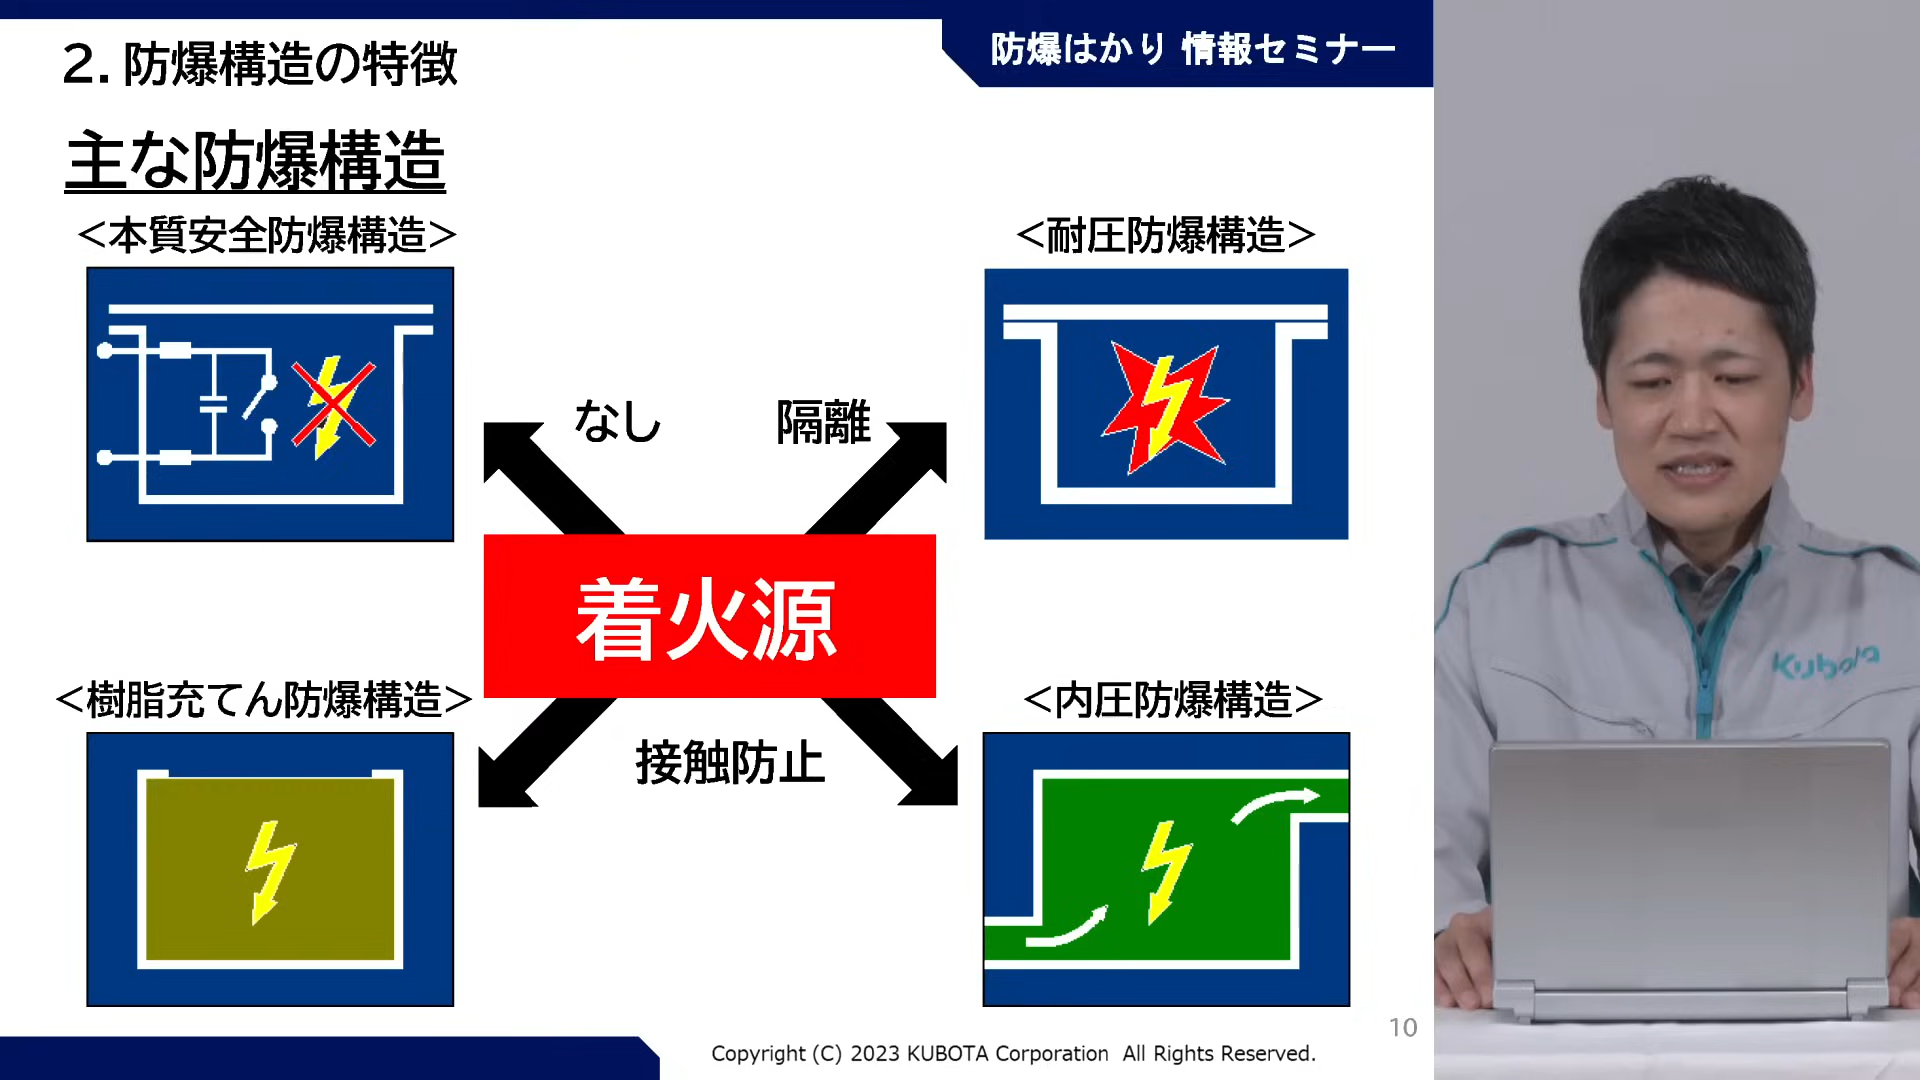 防爆はかり 情報セミナー
2. 防爆構造の特徴
主な防爆構造
<本質安全防爆構造>
<耐圧防爆構造>
なし
隔離
着火源
<樹脂充てん防爆構造>
<内圧防爆構造>
接触防止
Kubota
10
Copyright (C) 2023 KUBOTA Corporation All Rights Reserved.